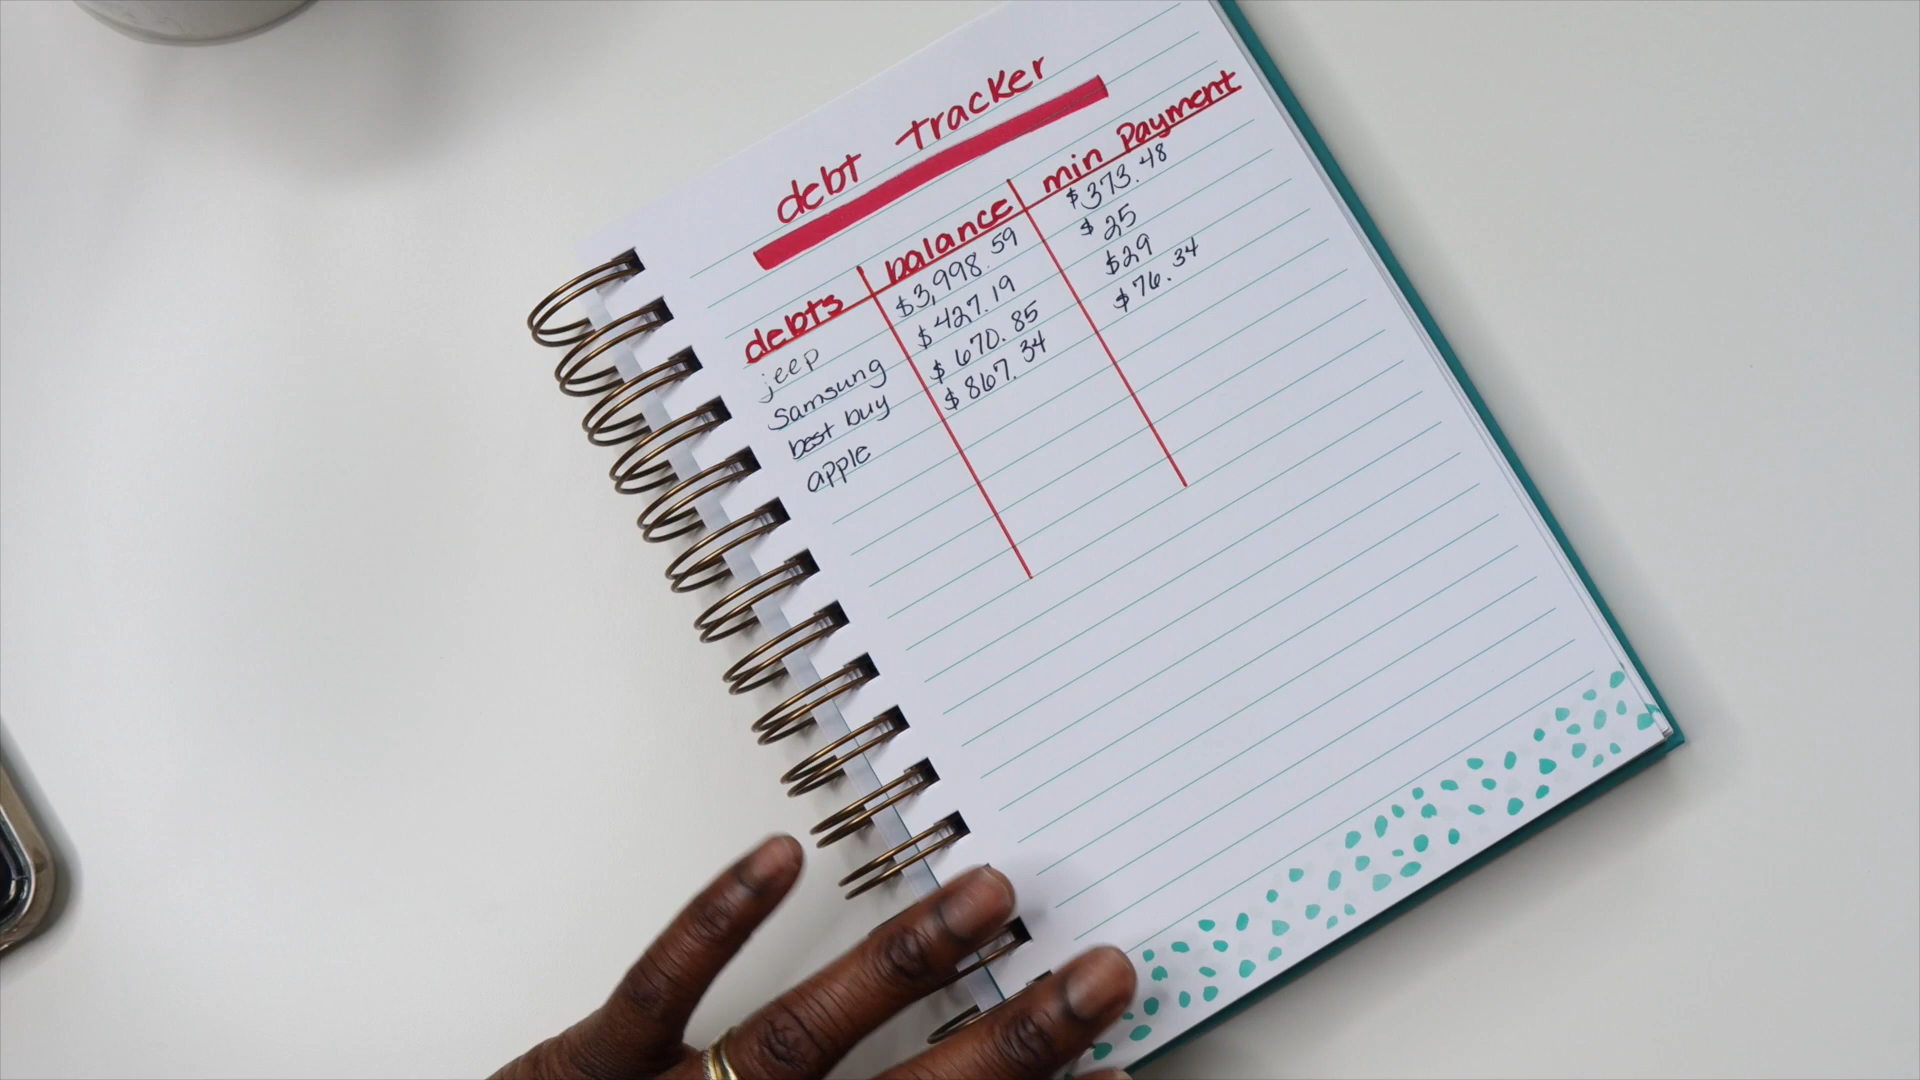 debt tracker
debts balance min Payment
jeep $3,998.59 $373.48
Samsung $427.19 $25
best buy $670.85 $29
apple $867.34 $76.34